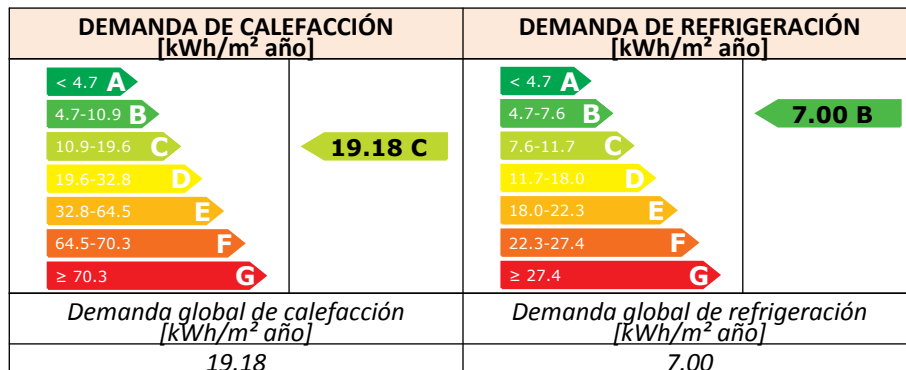 DEMANDA DE CALEFACCIÓN
[kWh/m² año]
DEMANDA DE REFRIGERACIÓN
[kWh/m² año]
< 4.7 A
4.7-10.9 B
10.9-19.6 C
19.6-32.8 D
32.8-64.5 E
64.5-70.3 F
≥ 70.3 G
19.18 C
< 4.7 A
4.7-7.6 B
7.6-11.7 C
11.7-18.0 D
18.0-22.3 E
22.3-27.4 F
≥ 27.4 G
7.00 B
Demanda global de calefacción
[kWh/m² año]
Demanda global de refrigeración
[kWh/m² año]
19.18
7.00